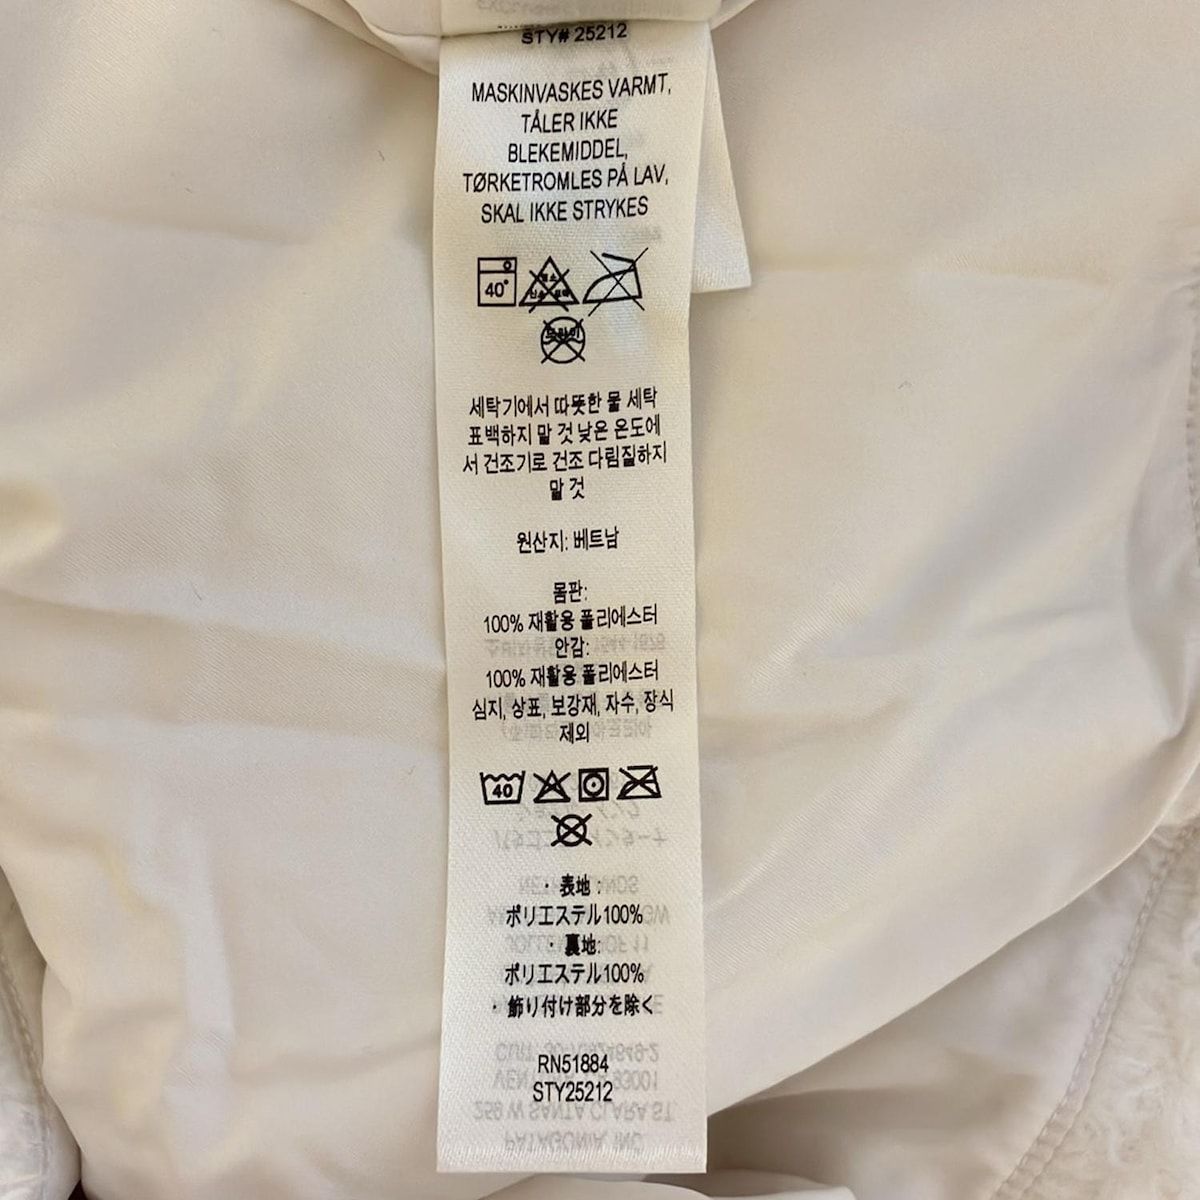 STY# 25212
MASKINVASKES VARMT,
TÅLER IKKE
BLEKEMIDDEL,
TØRKETROMLES PÅ LAV,
SKAL IKKE STRYKES
40°
드라이
세탁기에서 따뜻한 물 세탁
표백하지 말 것 낮은 온도에
서 건조기로 건조 다림질하지
말 것
원산지: 베트남
몸판:
100% 재활용 폴리에스터
안감:
100% 재활용 폴리에스터
심지, 상표, 보강재, 자수, 장식
제외
40
・表地:
ポリエステル100%
・裏地:
ポリエステル100%
・飾り付け部分を除く
RN51884
STY25212